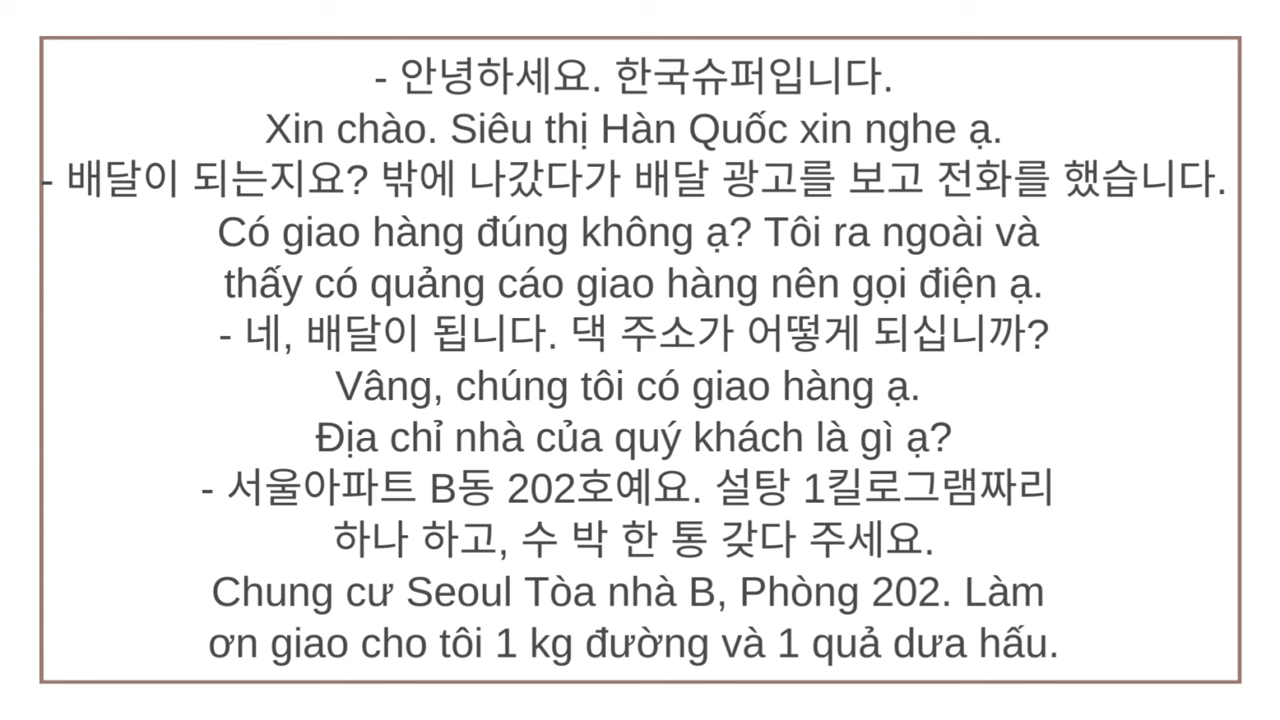 - 안녕하세요. 한국슈퍼입니다.
Xin chào. Siêu thị Hàn Quốc xin nghe ạ.
- 배달이 되는지요? 밖에 나갔다가 배달 광고를 보고 전화를 했습니다.
Có giao hàng đúng không ạ? Tôi ra ngoài và
thấy có quảng cáo giao hàng nên gọi điện ạ.
- 네, 배달이 됩니다. 댁 주소가 어떻게 되십니까?
Vâng, chúng tôi có giao hàng ạ.
Địa chỉ nhà của quý khách là gì ạ?
- 서울아파트 B동 202호예요. 설탕 1킬로그램짜리
하나 하고, 수 박 한 통 갖다 주세요.
Chung cư Seoul Tòa nhà B, Phòng 202. Làm
ơn giao cho tôi 1 kg đường và 1 quả dưa hấu.